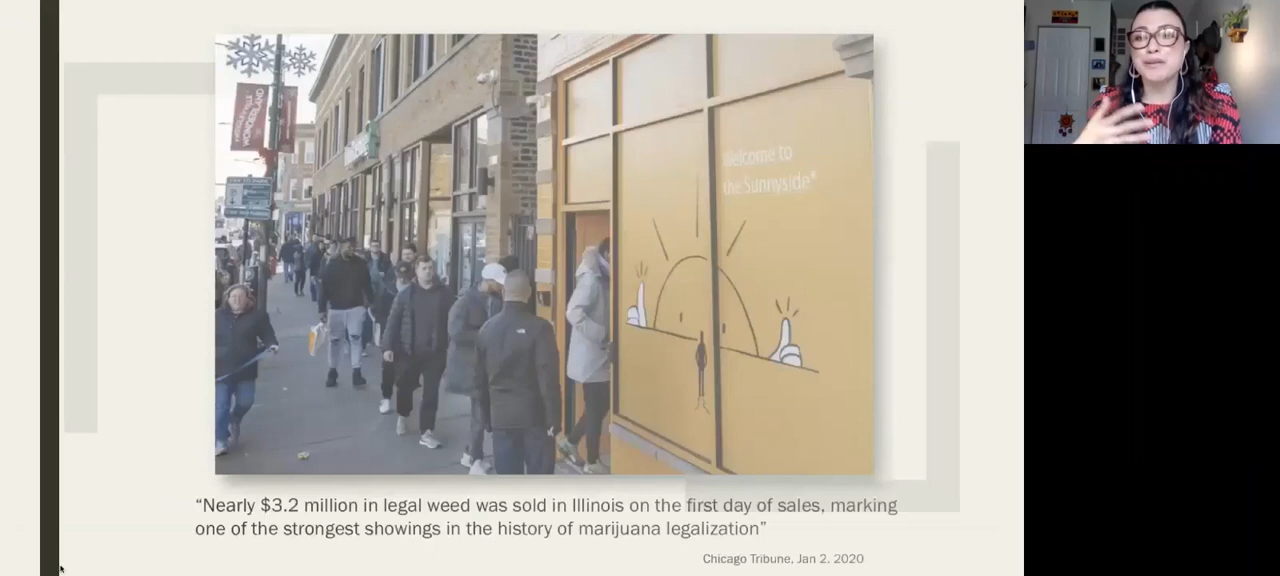 WICKERVILLE
WONDERLAND
Welcome to
the Sunnyside*
“Nearly $3.2 million in legal weed was sold in Illinois on the first day of sales, marking
one of the strongest showings in the history of marijuana legalization”
Chicago Tribune, Jan 2. 2020